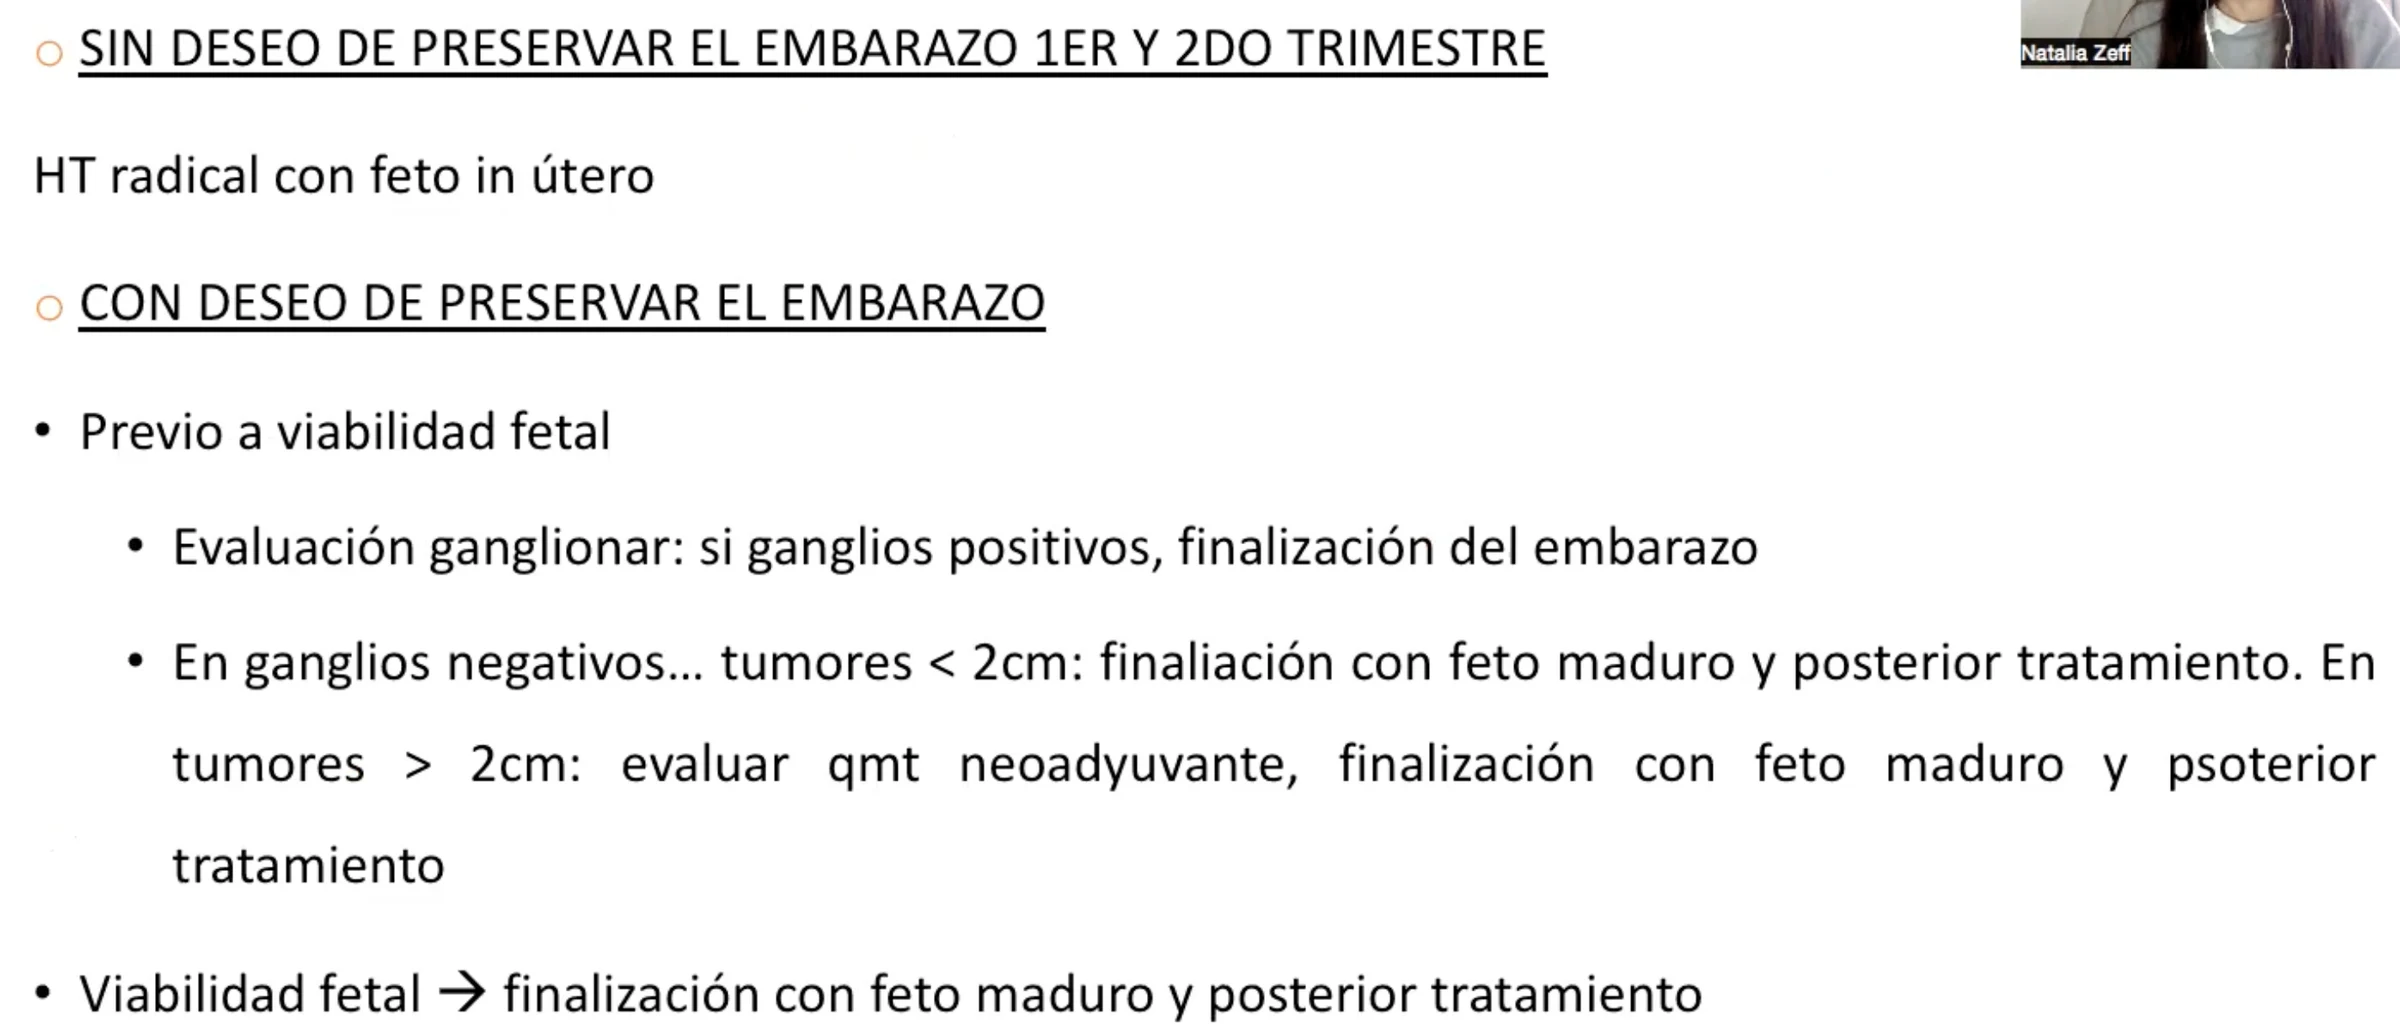 SIN DESEO DE PRESERVAR EL EMBARAZO 1ER Y 2DO TRIMESTRE
Natalia Zeff
HT radical con feto in útero
CON DESEO DE PRESERVAR EL EMBARAZO
• Previo a viabilidad fetal
• Evaluación ganglionar: si ganglios positivos, finalización del embarazo
• En ganglios negativos... tumores < 2cm: finaliación con feto maduro y posterior tratamiento. En
tumores > 2cm: evaluar qmt neoadyuvante, finalización con feto maduro y psoterior
tratamiento
• Viabilidad fetal → finalización con feto maduro y posterior tratamiento